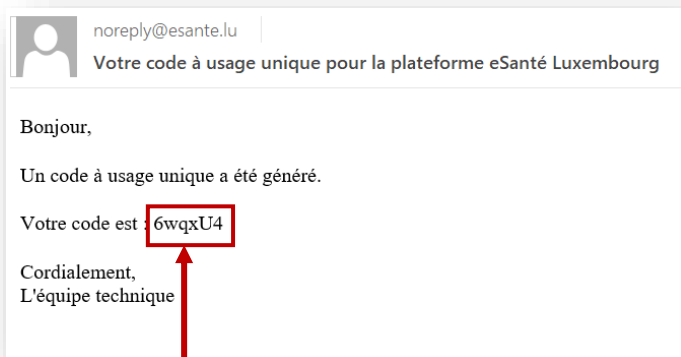 noreply@esante.lu
Votre code à usage unique pour la plateforme eSanté Luxembourg
Bonjour,
Un code à usage unique a été généré.
Votre code est : 6wqxU4
Cordialement,
L'équipe technique